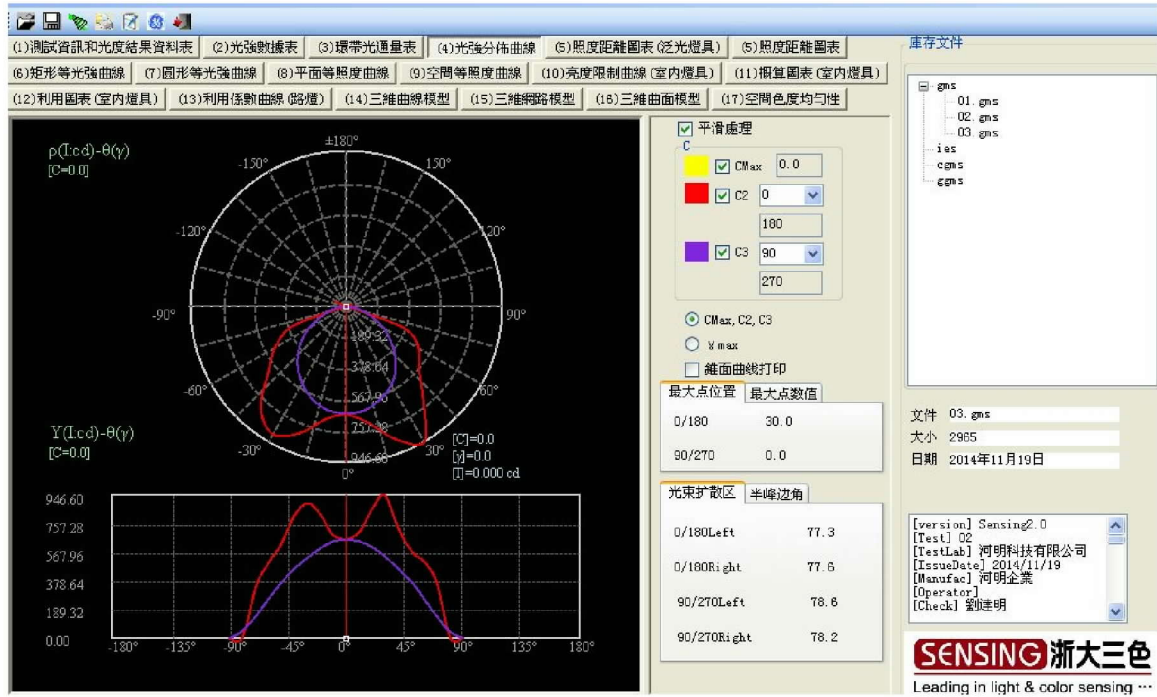 (1)測試資訊和光度結果資料表 (2)光強數據表 (3)環帶光通量表 (4)光強分佈曲線 (5)照度距離圖表(泛光燈具) (5)照度距離圖表
(6)矩形等光強曲線 (7)圓形等光強曲線 (8)平面等照度曲線 (9)空間等照度曲線 (10)亮度限制曲線(室内燈具) (11)概算圖表(室内燈具)
(12)利用圖表(室内燈具) (13)利用係數曲線(路燈) (14)三維曲線模型 (15)三維網路模型 (16)三維曲面模型 (17)空間色度均勻性
ρ(I:cd)-θ(γ)
[C=0.0]
±180°
-150° 150°
-120° 120°
-90° 90°
-60° 60°
-30° 30°
0°
189.32
378.64
567.96
757.28
946.60
Y(I:cd)-θ(γ)
[C=0.0]
[C]=0.0
[γ]=0.0
[I]=0.000 cd
946.60
757.28
567.96
378.64
189.32
0.00
-180° -135° -90° -45° 0° 45° 90° 135° 180°
平滑處理
C
CMax 0.0
C2 0
180
C3 90
270
CMax, C2, C3
γ max
維面曲线打印
最大点位置 最大点数值
0/180 30.0
90/270 0.0
光束扩散区 半峰边角
0/180Left 77.3
0/180Right 77.6
90/270Left 78.6
90/270Right 78.2
庫存文件
gms
01.gms
02.gms
03.gms
ies
cgms
ggms
文件 03.gms
大小 2965
日期 2014年11月19日
[version] Sensing2.0
[Test] 02
[TestLab] 河明科技有限公司
[IssueDate] 2014/11/19
[Manufac] 河明企業
[Operator]
[Check] 劉達明
SENSING 浙大三色
Leading in light & color sensing ···